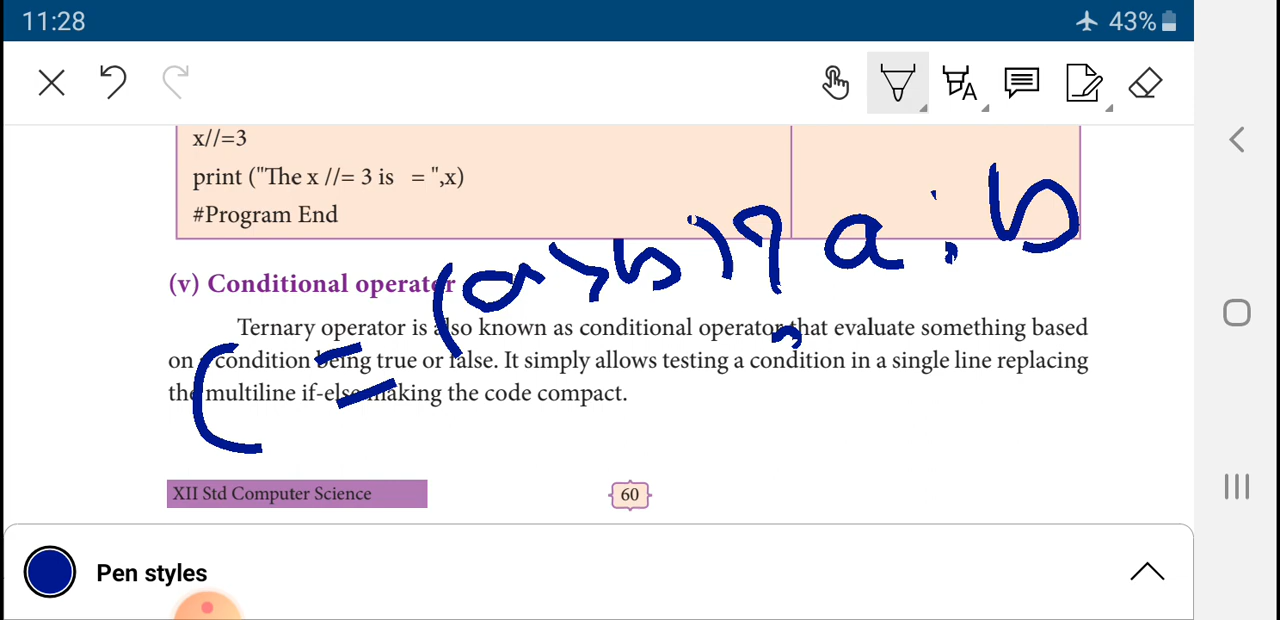 11:28
43%
x//=3
print ("The x //= 3 is = ",x)
#Program End
(v) Conditional operator
C = (a>b)? a : b
Ternary operator is also known as conditional operator that evaluate something based
on a condition being true or false. It simply allows testing a condition in a single line replacing
the multiline if-else making the code compact.
XII Std Computer Science
60
Pen styles